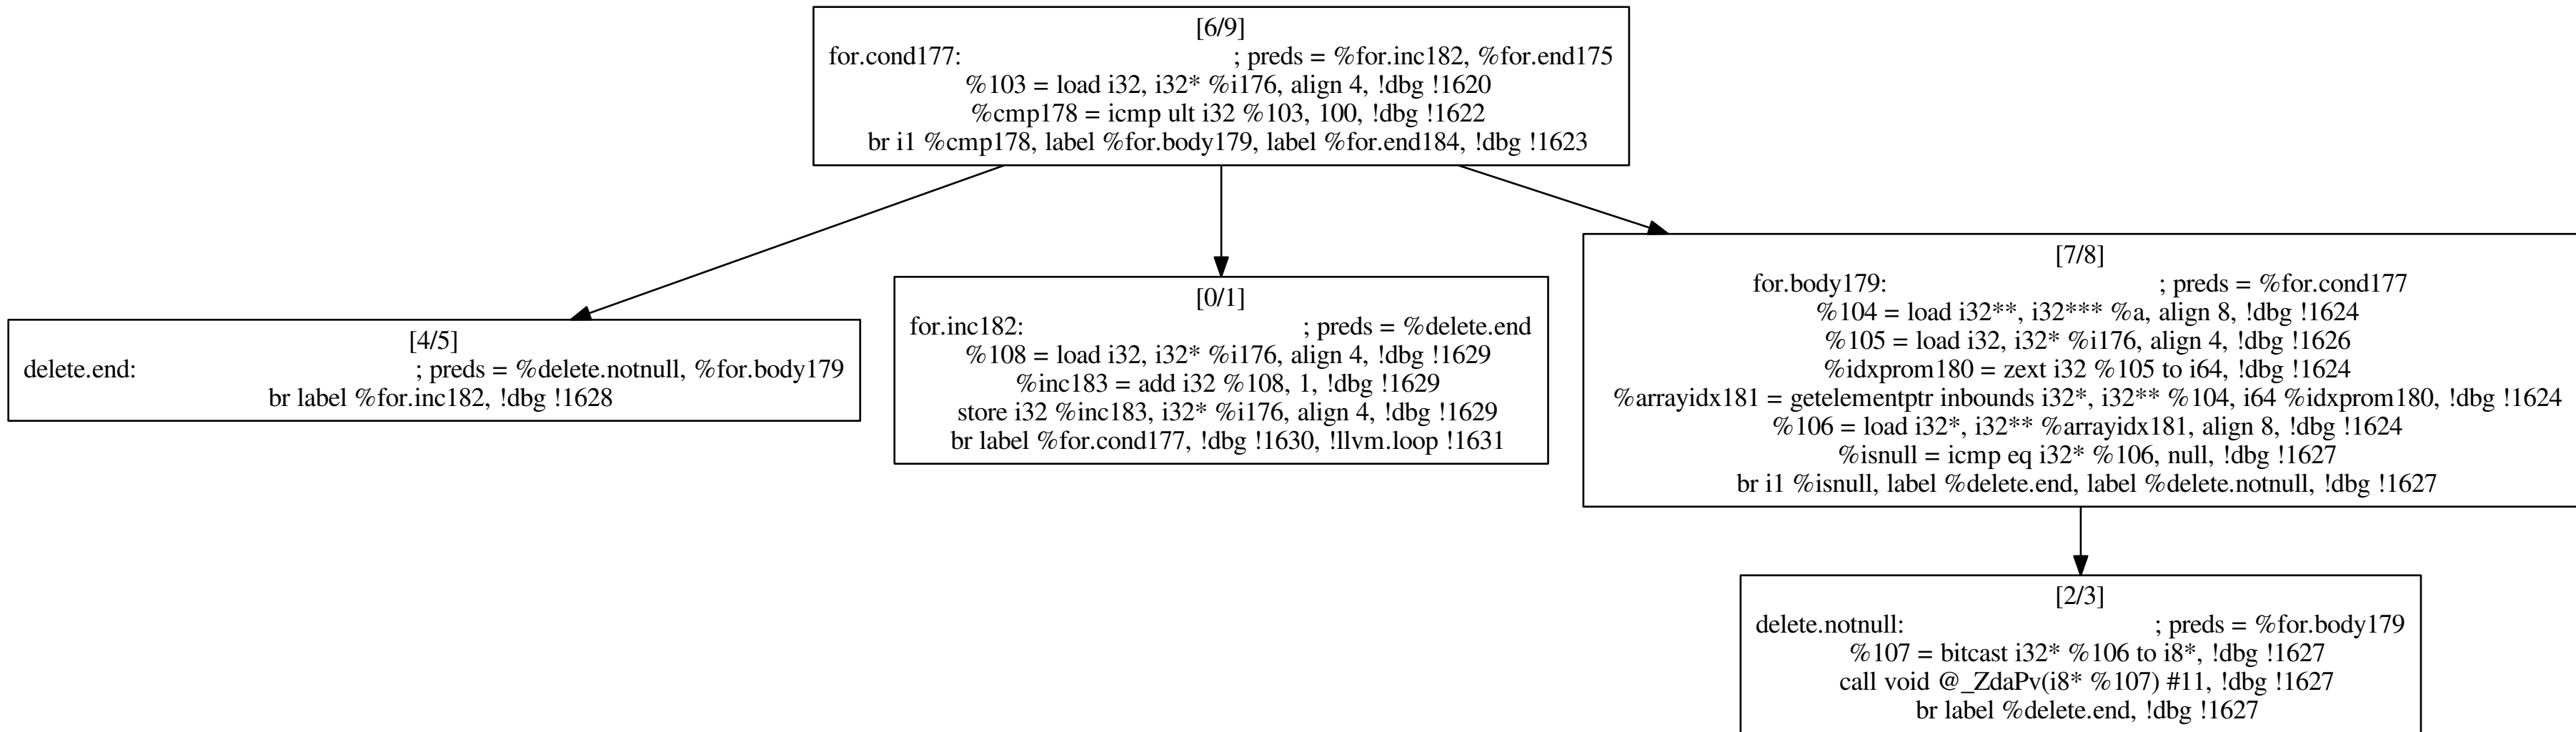 [6/9]
for.cond177: ; preds = %for.inc182, %for.end175
%103 = load i32, i32* %i176, align 4, !dbg !1620
%cmp178 = icmp ult i32 %103, 100, !dbg !1622
br i1 %cmp178, label %for.body179, label %for.end184, !dbg !1623
[4/5]
delete.end: ; preds = %delete.notnull, %for.body179
br label %for.inc182, !dbg !1628
[0/1]
for.inc182: ; preds = %delete.end
%108 = load i32, i32* %i176, align 4, !dbg !1629
%inc183 = add i32 %108, 1, !dbg !1629
store i32 %inc183, i32* %i176, align 4, !dbg !1629
br label %for.cond177, !dbg !1630, !llvm.loop !1631
[7/8]
for.body179: ; preds = %for.cond177
%104 = load i32**, i32*** %a, align 8, !dbg !1624
%105 = load i32, i32* %i176, align 4, !dbg !1626
%idxprom180 = zext i32 %105 to i64, !dbg !1624
%arrayidx181 = getelementptr inbounds i32*, i32** %104, i64 %idxprom180, !dbg !1624
%106 = load i32*, i32** %arrayidx181, align 8, !dbg !1624
%isnull = icmp eq i32* %106, null, !dbg !1627
br i1 %isnull, label %delete.end, label %delete.notnull, !dbg !1627
[2/3]
delete.notnull: ; preds = %for.body179
%107 = bitcast i32* %106 to i8*, !dbg !1627
call void @_ZdaPv(i8* %107) #11, !dbg !1627
br label %delete.end, !dbg !1627